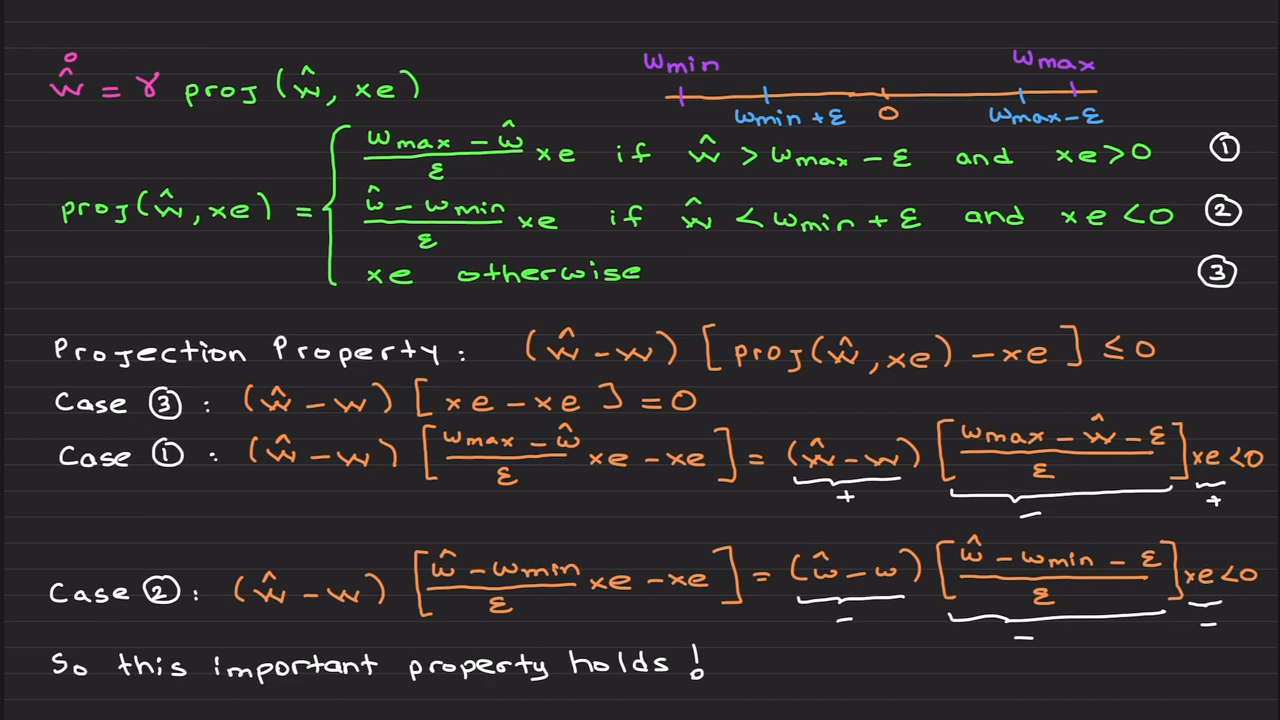 ŵ̊ = γ proj (ŵ, xe)
wmin wmax
wmin + ε 0 wmax - ε
proj(ŵ, xe) = { (wmax - ŵ)/ε xe if ŵ > wmax - ε and xe > 0 ①
(ŵ - wmin)/ε xe if ŵ < wmin + ε and xe < 0 ②
xe otherwise ③
Projection Property: (ŵ - w) [proj(ŵ, xe) - xe] ≤ 0
Case ③: (ŵ - w) [xe - xe] = 0
Case ①: (ŵ - w) [(wmax - ŵ)/ε xe - xe] = (ŵ - w) [(wmax - ŵ - ε)/ε] xe < 0
+ - +
Case ②: (ŵ - w) [(ŵ - wmin)/ε xe - xe] = (ŵ - w) [(ŵ - wmin - ε)/ε] xe < 0
- - -
So this important property holds!